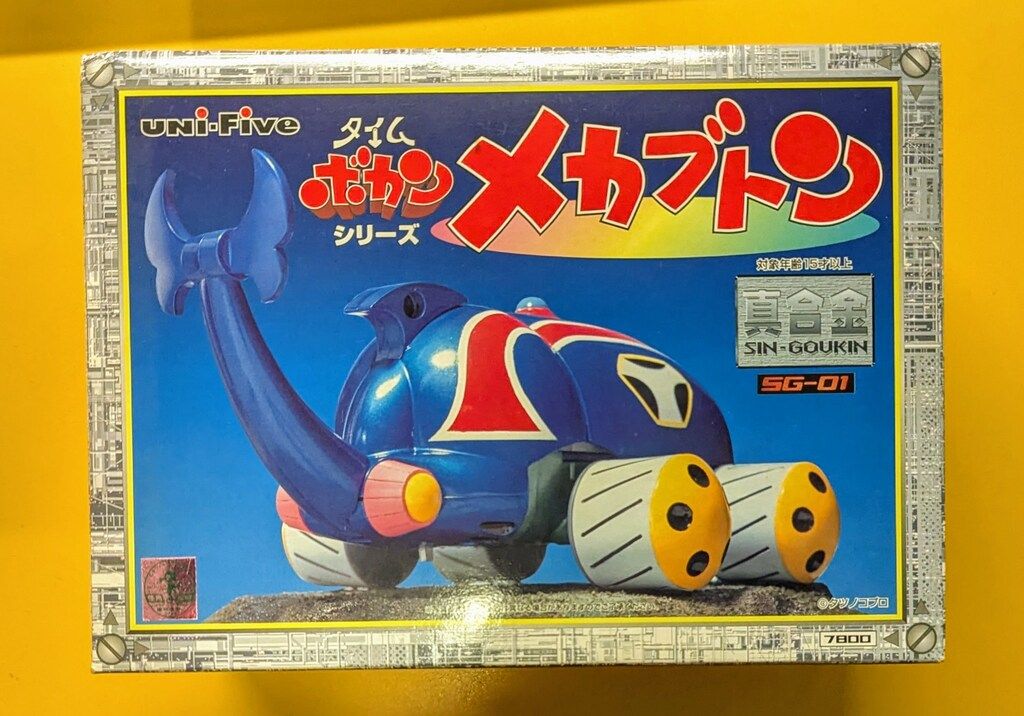 uni-Five
タイム
ボカン
シリーズ
メカブトン
対象年齢15才以上
真合金
SIN-GOUKIN
SG-01
©タツノコプロ
7800